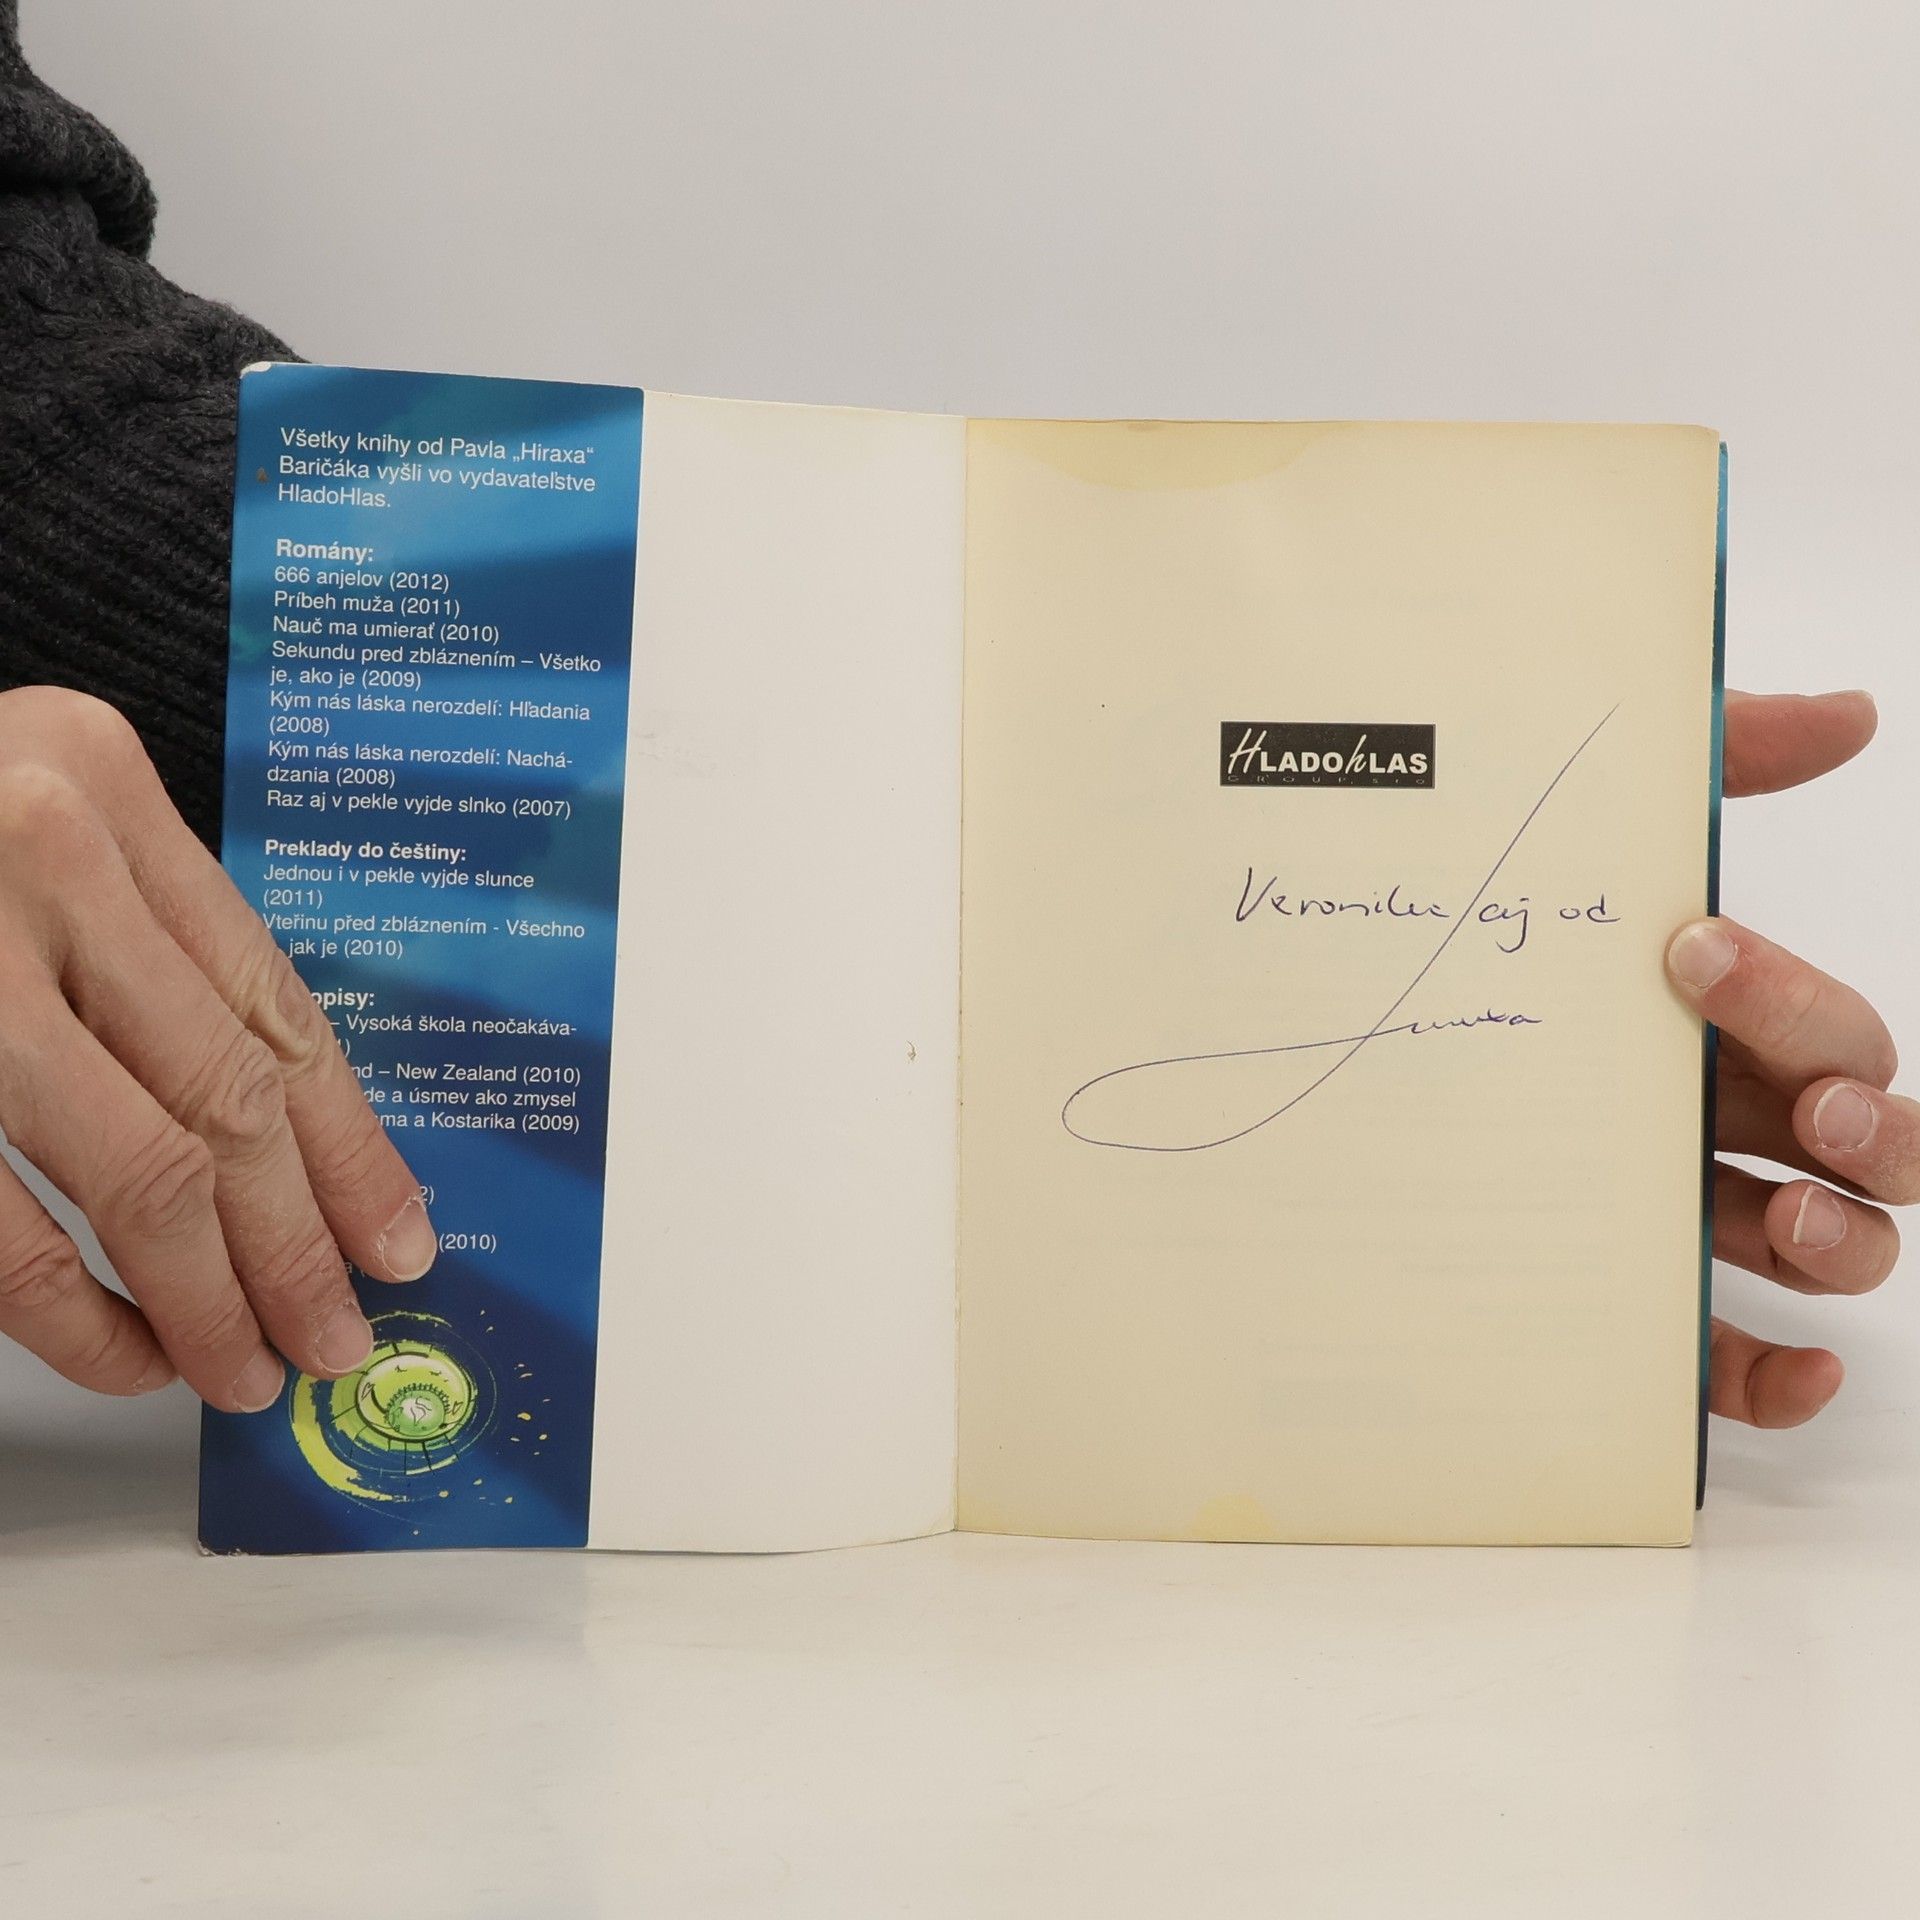 Všetky knihy od Pavla „Hiraxa“
Baričáka vyšli vo vydavateľstve
HladoHlas.
Romány:
666 anjelov (2012)
Príbeh muža (2011)
Nauč ma umierať (2010)
Sekundu pred zbláznením – Všetko
je, ako je (2009)
Kým nás láska nerozdelí: Hľadania
(2008)
Kým nás láska nerozdelí: Nachá-
dzania (2008)
Raz aj v pekle vyjde slnko (2007)
Preklady do češtiny:
Jednou i v pekle vyjde slunce
(2011)
Vteřinu před zbláznením - Všechno
jak je (2010)
opisy:
– Vysoká škola neočakáva-
nd – New Zealand (2010)
de a úsmev ako zmysel
ma a Kostarika (2009)
2)
(2010)
HLADOhLAS
GROUP, s.r.o.
Veronike aj od